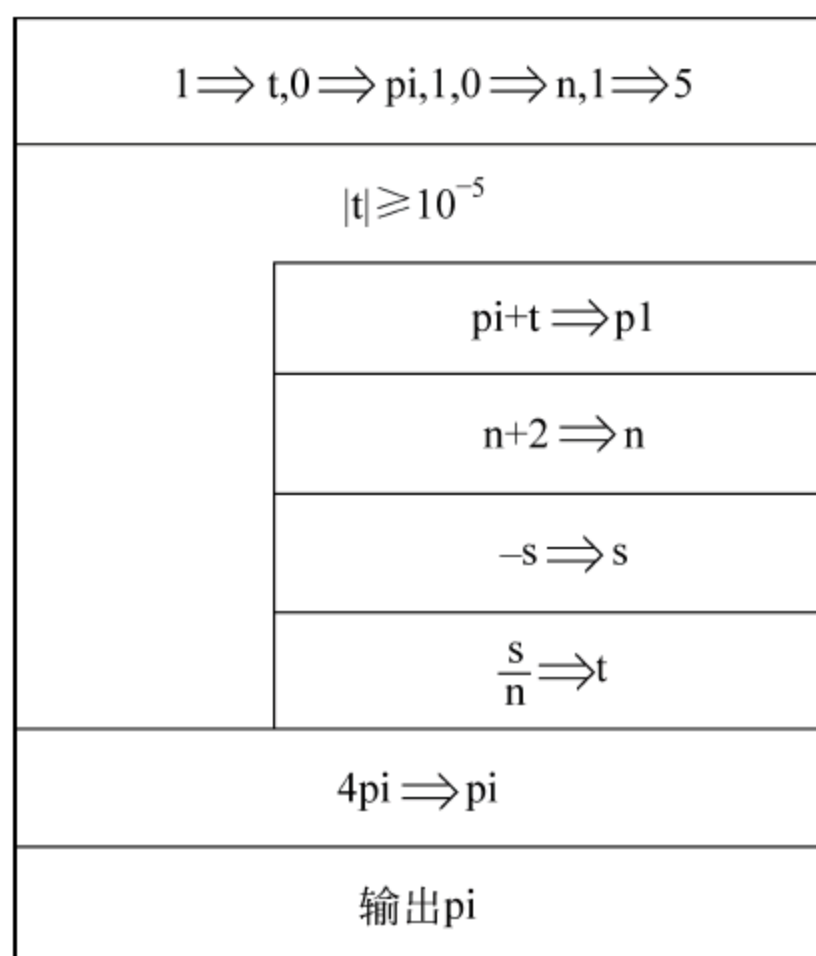 1⇒t,0⇒pi,1,0⇒n,1⇒5
|t|⩾10⁻⁵
pi+t⇒p1
n+2⇒n
–s⇒s
s/n⇒t
4pi⇒pi
输出pi